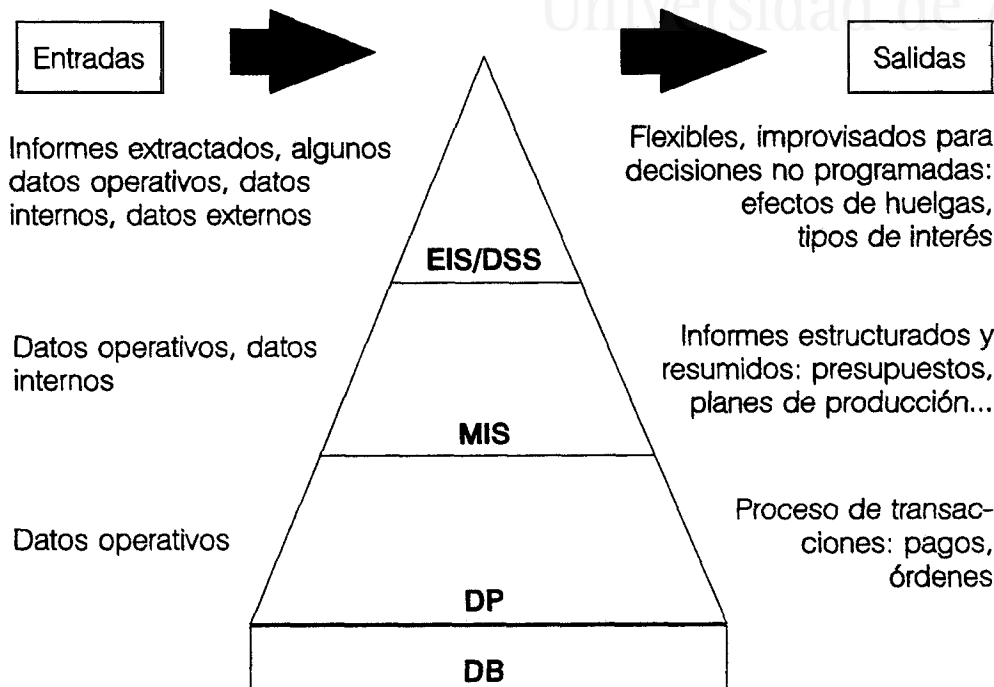 Universidad de
Entradas
Salidas
Informes extractados, algunos
datos operativos, datos
internos, datos externos
Flexibles, improvisados para
decisiones no programadas:
efectos de huelgas,
tipos de interés
EIS/DSS
Datos operativos, datos
internos
Informes estructurados y
resumidos: presupuestos,
planes de producción...
MIS
Datos operativos
Proceso de transac-
ciones: pagos,
órdenes
DP
DB